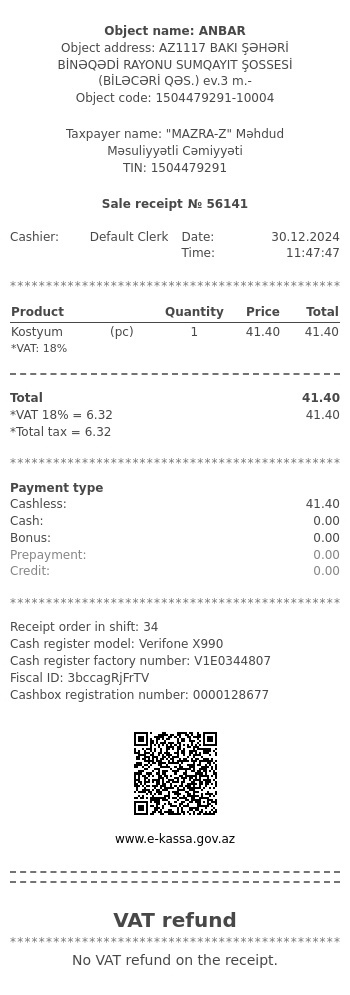 Object name: ANBAR
Object address: AZ1117 BAKI ŞƏHƏRİ
BİNƏQƏDİ RAYONU SUMQAYIT ŞOSSESİ
(BİLƏCƏRİ QƏS.) ev.3 m.-
Object code: 1504479291-10004
Taxpayer name: "MAZRA-Z" Məhdud
Məsuliyyətli Cəmiyyəti
TIN: 1504479291
Sale receipt № 56141
Cashier: Default Clerk Date: 30.12.2024
Time: 11:47:47
********************************************
Product Quantity Price Total
Kostyum (pc) 1 41.40 41.40
*VAT: 18%
Total 41.40
*VAT 18% = 6.32 41.40
*Total tax = 6.32
********************************************
Payment type
Cashless: 41.40
Cash: 0.00
Bonus: 0.00
Prepayment: 0.00
Credit: 0.00
********************************************
Receipt order in shift: 34
Cash register model: Verifone X990
Cash register factory number: V1E0344807
Fiscal ID: 3bccagRjFrTV
Cashbox registration number: 0000128677
www.e-kassa.gov.az
VAT refund
********************************************
No VAT refund on the receipt.